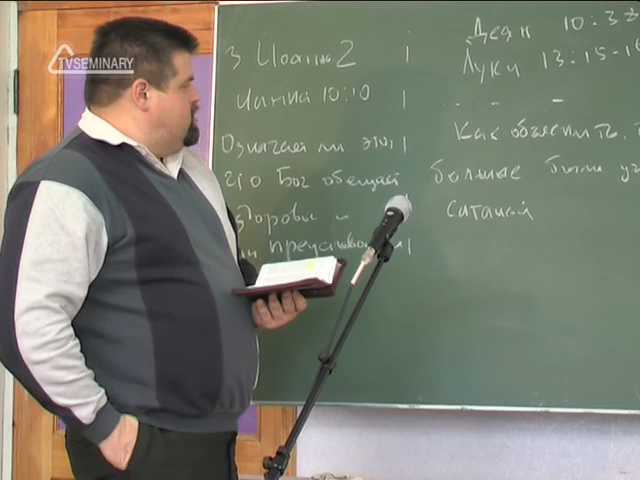 TVSEMINARY
3 Иоанна 2
Иоанна 10:10
Означает ли это,
что Бог обещает
здоровье и
Деян 10:38
Луки 13:15-16
Как объяснить,
больные были
сатаной